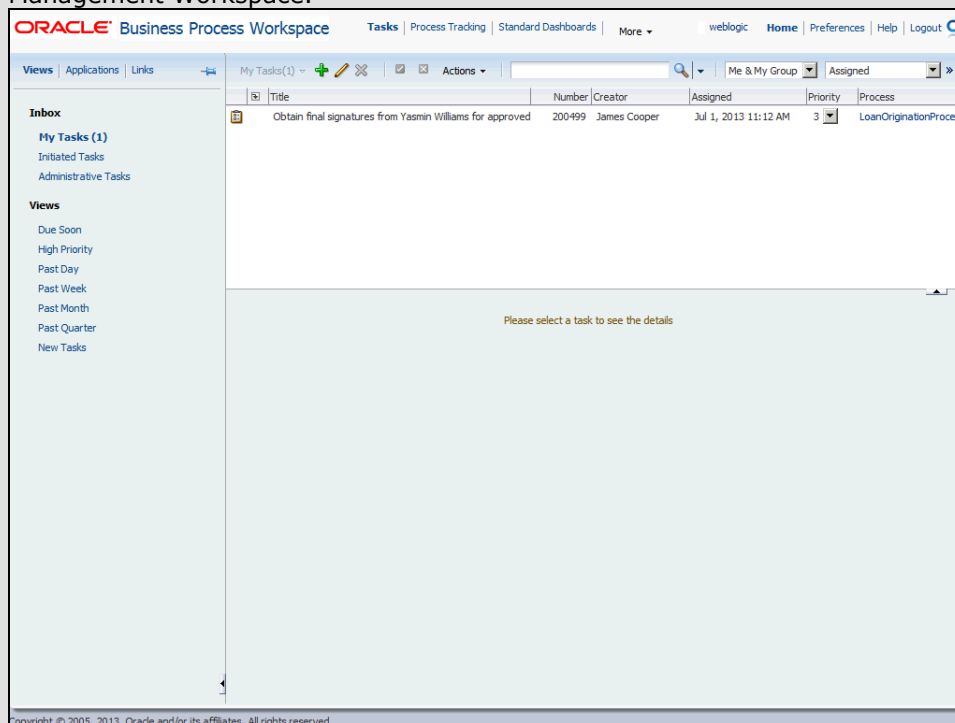 Management Workspace.
ORACLE Business Process Workspace Tasks Process Tracking Standard Dashboards More weblogic Home Preferences Help Logout
Views Applications Links My Tasks(1) Actions Me & My Group Assigned »
Title Number Creator Assigned Priority Process
Inbox Obtain final signatures from Yasmin Williams for approved 200499 James Cooper Jul 1, 2013 11:12 AM 3 LoanOriginationProce
My Tasks (1)
Initiated Tasks
Administrative Tasks
Views
Due Soon
High Priority
Past Day
Past Week
Past Month
Please select a task to see the details
Past Quarter
New Tasks
Copyright © 2005, 2013, Oracle and/or its affiliates. All rights reserved.